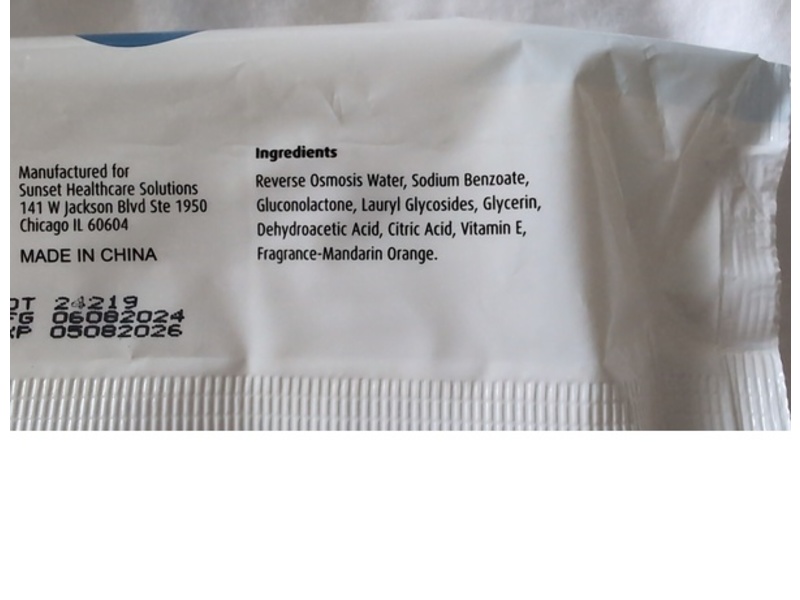 Manufactured for
Sunset Healthcare Solutions
141 W Jackson Blvd Ste 1950
Chicago IL 60604
MADE IN CHINA
24219
06082024
05082026
Ingredients
Reverse Osmosis Water, Sodium Benzoate,
Gluconolactone, Lauryl Glycosides, Glycerin,
Dehydroacetic Acid, Citric Acid, Vitamin E,
Fragrance-Mandarin Orange.